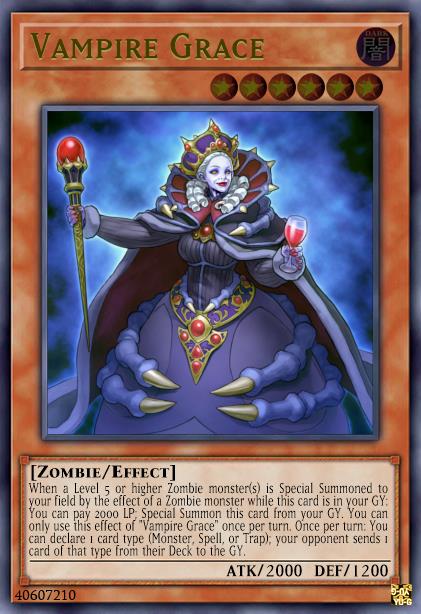 Vampire Grace
DARK
闇
[Zombie/Effect]
When a Level 5 or higher Zombie monster(s) is Special Summoned to
your field by the effect of a Zombie monster while this card is in your GY:
You can pay 2000 LP; Special Summon this card from your GY. You can
only use this effect of "Vampire Grace" once per turn. Once per turn: You
can declare 1 card type (Monster, Spell, or Trap); your opponent sends 1
card of that type from their Deck to the GY.
ATK/2000 DEF/1200
40607210